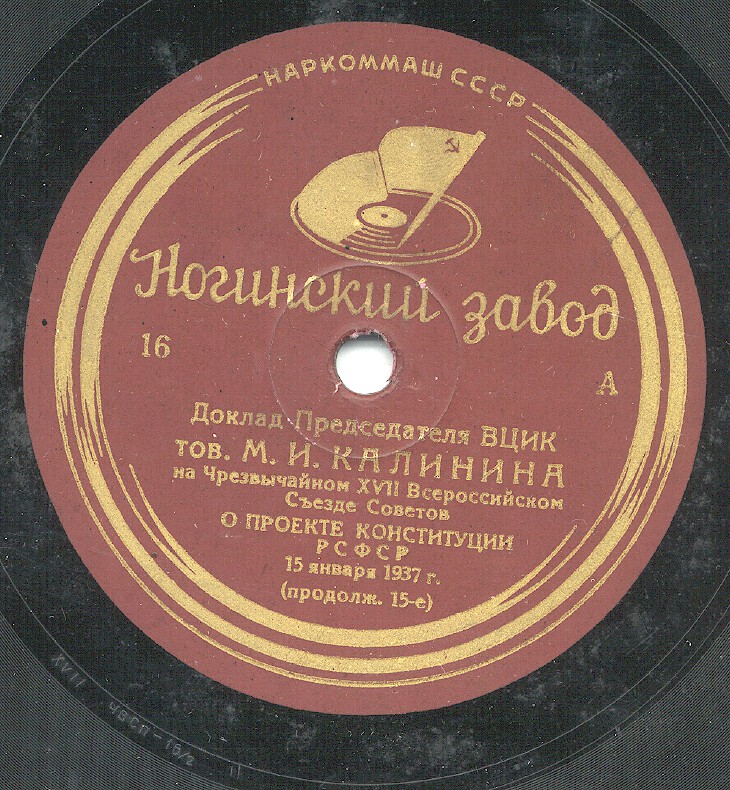 НАРКОММАШ СССР
Ногинский завод
16
А
Доклад Председателя ВЦИК
тов. М. И. КАЛИНИНА
на Чрезвычайном XVII Всероссийском
Съезде Советов
О ПРОЕКТЕ КОНСТИТУЦИИ
РСФСР
15 января 1937 г.
(продолж. 15-е)